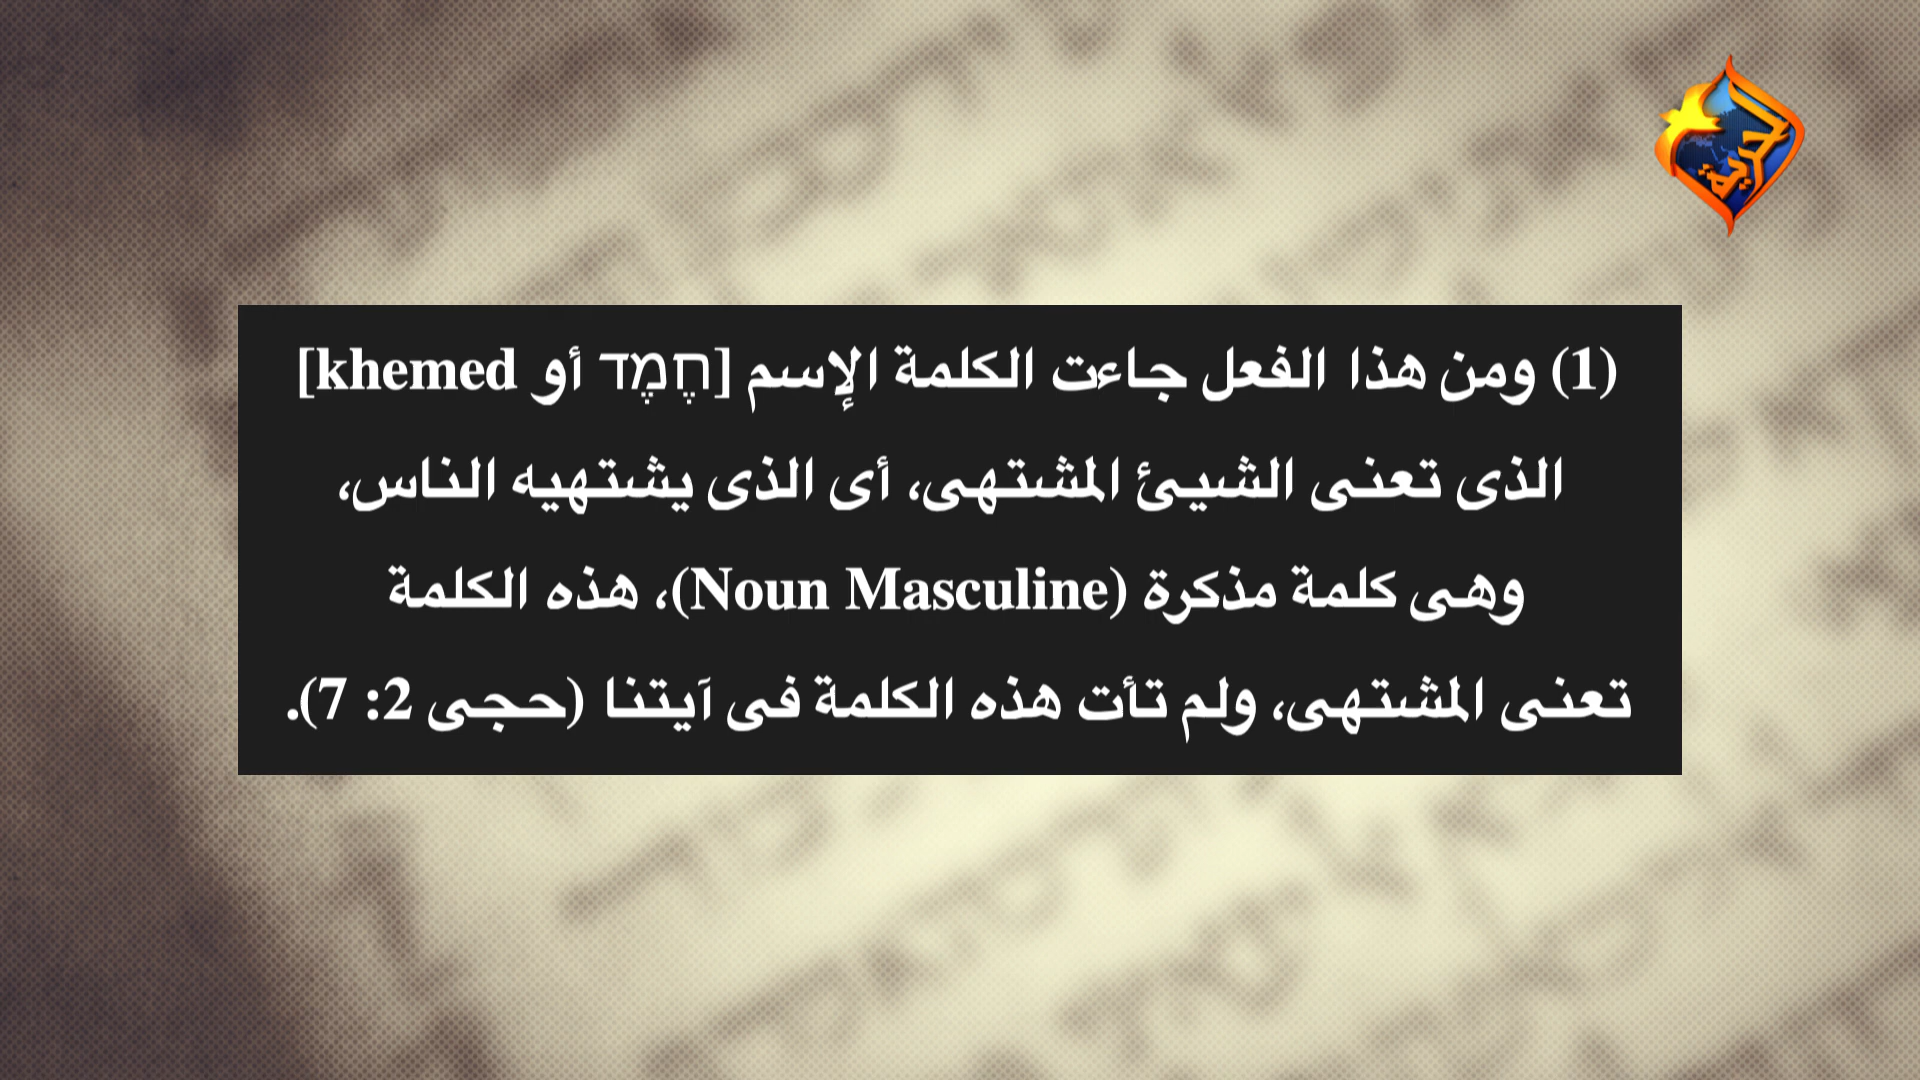 الحرية
(1) ومن هذا الفعل جاءت الكلمة الإسم [חֶמֶד أو khemed]
الذى تعنى الشيئ المشتهى، أى الذى يشتهيه الناس،
وهى كلمة مذكرة (Noun Masculine)، هذه الكلمة
تعنى المشتهى، ولم تأت هذه الكلمة فى آيتنا (حجى 2: 7).